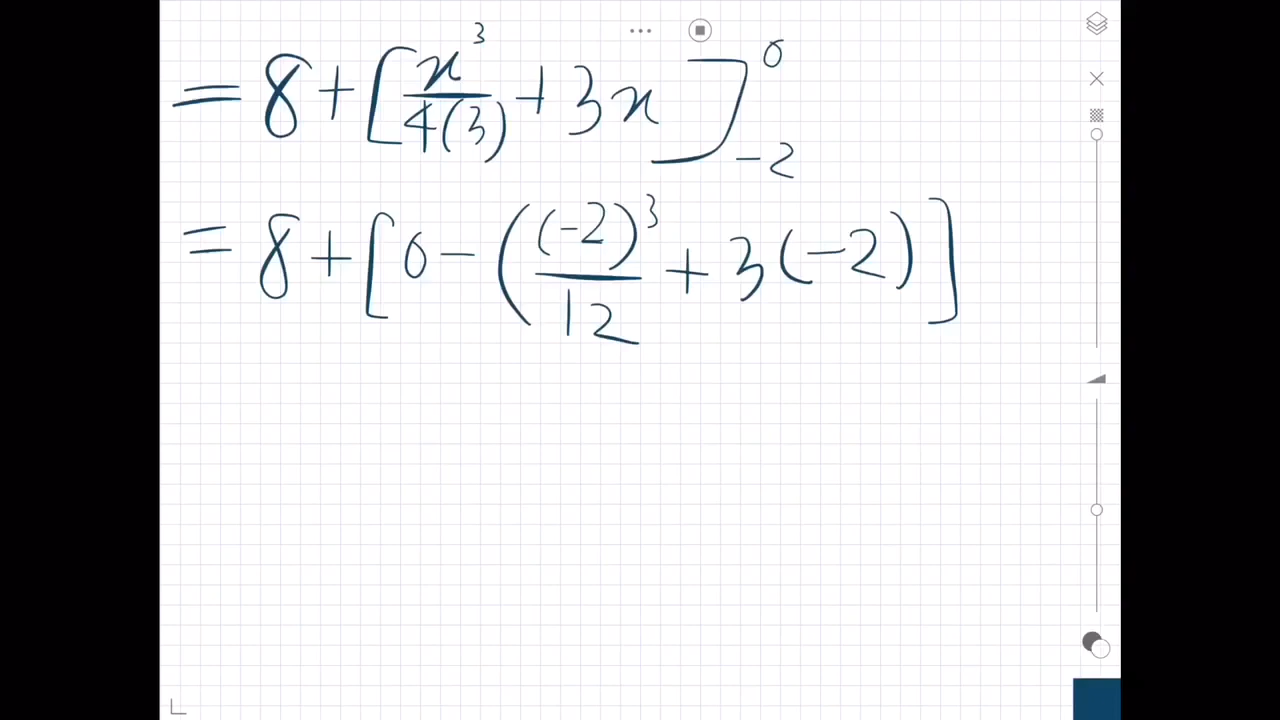 = 8 + [x³/4(3) + 3x]⁰₋₂
= 8 + [0 - ((-2)³/12 + 3(-2))]